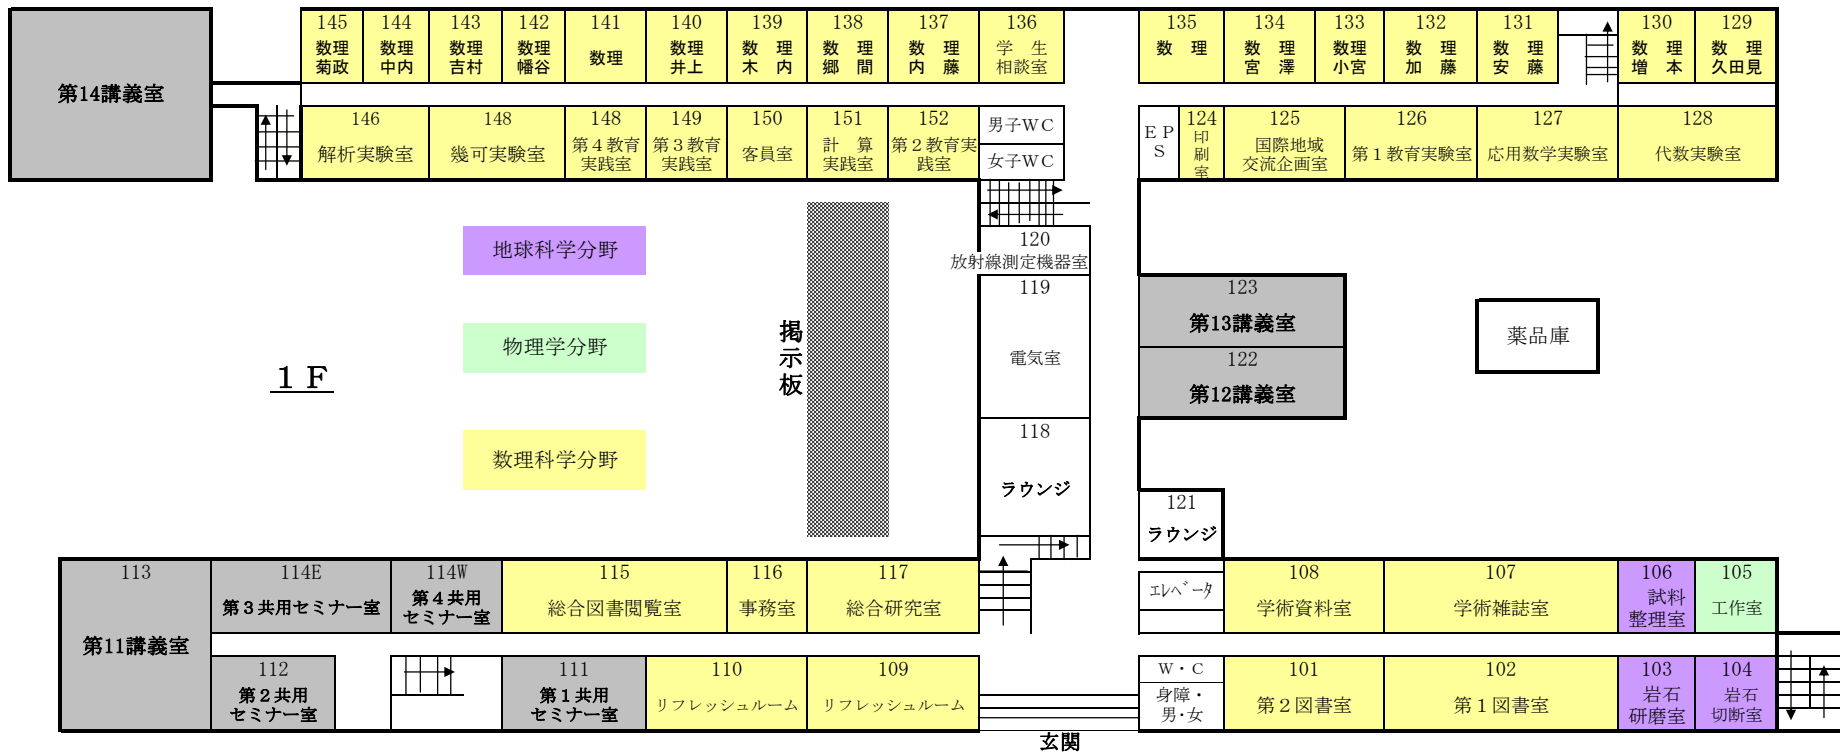 145
数理
菊政
144
数理
中内
143
数理
吉村
142
数理
幡谷
141
数理
140
数理
井上
139
数　理
木　内
138
数　理
郷　間
137
数　理
内　藤
136
学　生
相談室
135
数　理
134
数　理
宮　澤
133
数理
小宮
132
数　理
加　藤
131
数　理
安　藤
130
数　理
増　本
129
数　理
久田見
第14講義室
146
解析実験室
148
幾可実験室
148
第４教育
実践室
149
第３教育
実践室
150
客員室
151
計　算
実践室
152
第２教育実
践室
男子ＷＣ
女子ＷＣ
ＥＰ
Ｓ
124
印
刷
室
125
国際地域
交流企画室
126
第１教育実験室
127
応用数学実験室
128
代数実験室
地球科学分野
物理学分野
数理科学分野
１Ｆ
掲
示
板
120
放射線測定機器室
119
電気室
118
ラウンジ
123
第13講義室
122
第12講義室
薬品庫
121
ラウンジ
113
第11講義室
114E
第３共用セミナー室
114W
第４共用
セミナー室
115
総合図書閲覧室
116
事務室
117
総合研究室
エレベータ
108
学術資料室
107
学術雑誌室
106
試料
整理室
105
工作室
112
第２共用
セミナー室
111
第１共用
セミナー室
110
リフレッシュルーム
109
リフレッシュルーム
Ｗ・Ｃ
身障・
男・女
101
第２図書室
102
第１図書室
103
岩石
研磨室
104
岩石
切断室
玄関